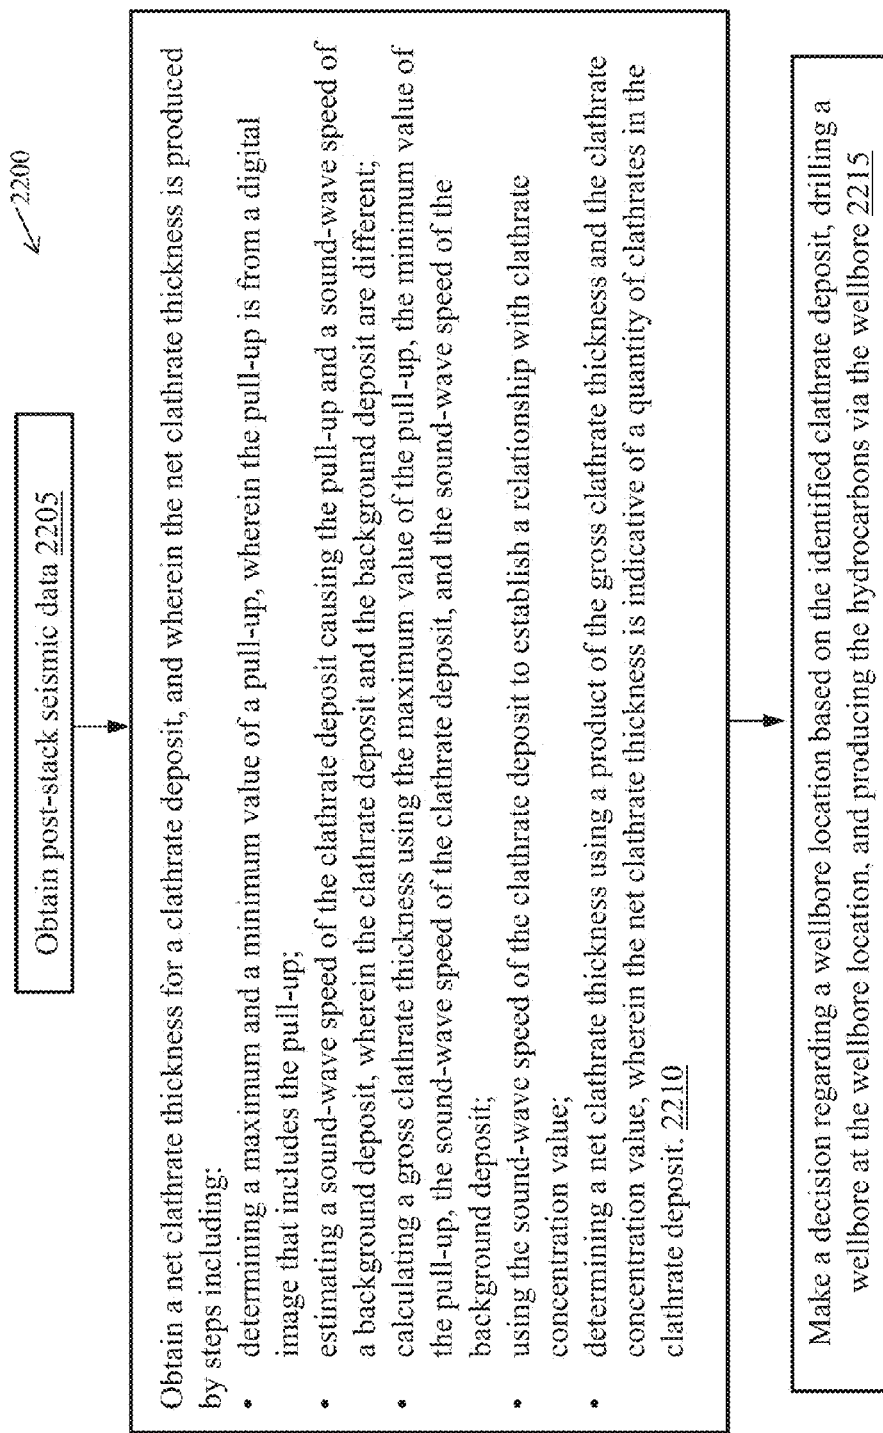 2200
Obtain post-stack seismic data 2205
Obtain a net clathrate thickness for a clathrate deposit, and wherein the net clathrate thickness is produced
by steps including:
• determining a maximum and a minimum value of a pull-up, wherein the pull-up is from a digital
image that includes the pull-up;
• estimating a sound-wave speed of the clathrate deposit causing the pull-up and a sound-wave speed of
a background deposit, wherein the clathrate deposit and the background deposit are different;
• calculating a gross clathrate thickness using the maximum value of the pull-up, the minimum value of
the pull-up, the sound-wave speed of the clathrate deposit, and the sound-wave speed of the
background deposit;
• using the sound-wave speed of the clathrate deposit to establish a relationship with clathrate
concentration value;
• determining a net clathrate thickness using a product of the gross clathrate thickness and the clathrate
concentration value, wherein the net clathrate thickness is indicative of a quantity of clathrates in the
clathrate deposit. 2210
Make a decision regarding a wellbore location based on the identified clathrate deposit, drilling a
wellbore at the wellbore location, and producing the hydrocarbons via the wellbore 2215